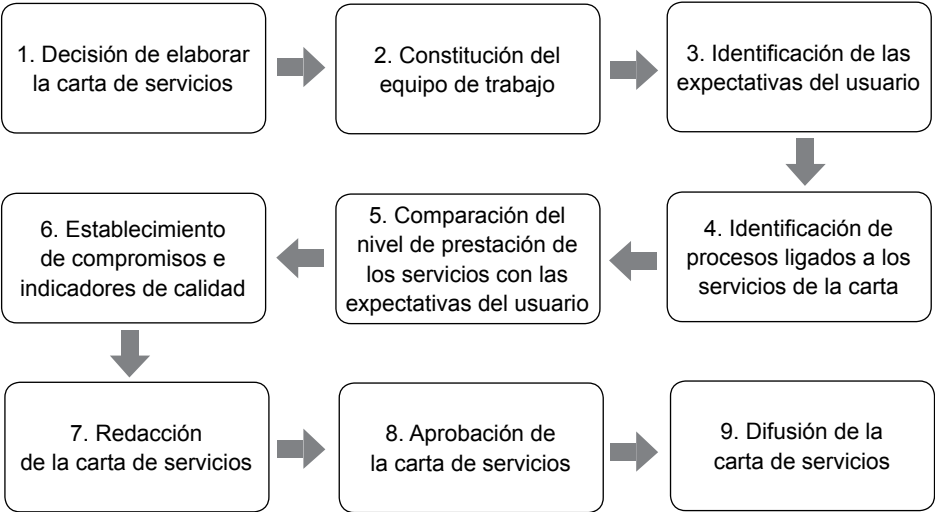 1. Decisión de elaborar
la carta de servicios
2. Constitución del
equipo de trabajo
3. Identificación de las
expectativas del usuario
4. Identificación de
procesos ligados a los
servicios de la carta
5. Comparación del
nivel de prestación de
los servicios con las
expectativas del usuario
6. Establecimiento
de compromisos e
indicadores de calidad
7. Redacción
de la carta de servicios
8. Aprobación de
la carta de servicios
9. Difusión de la
carta de servicios